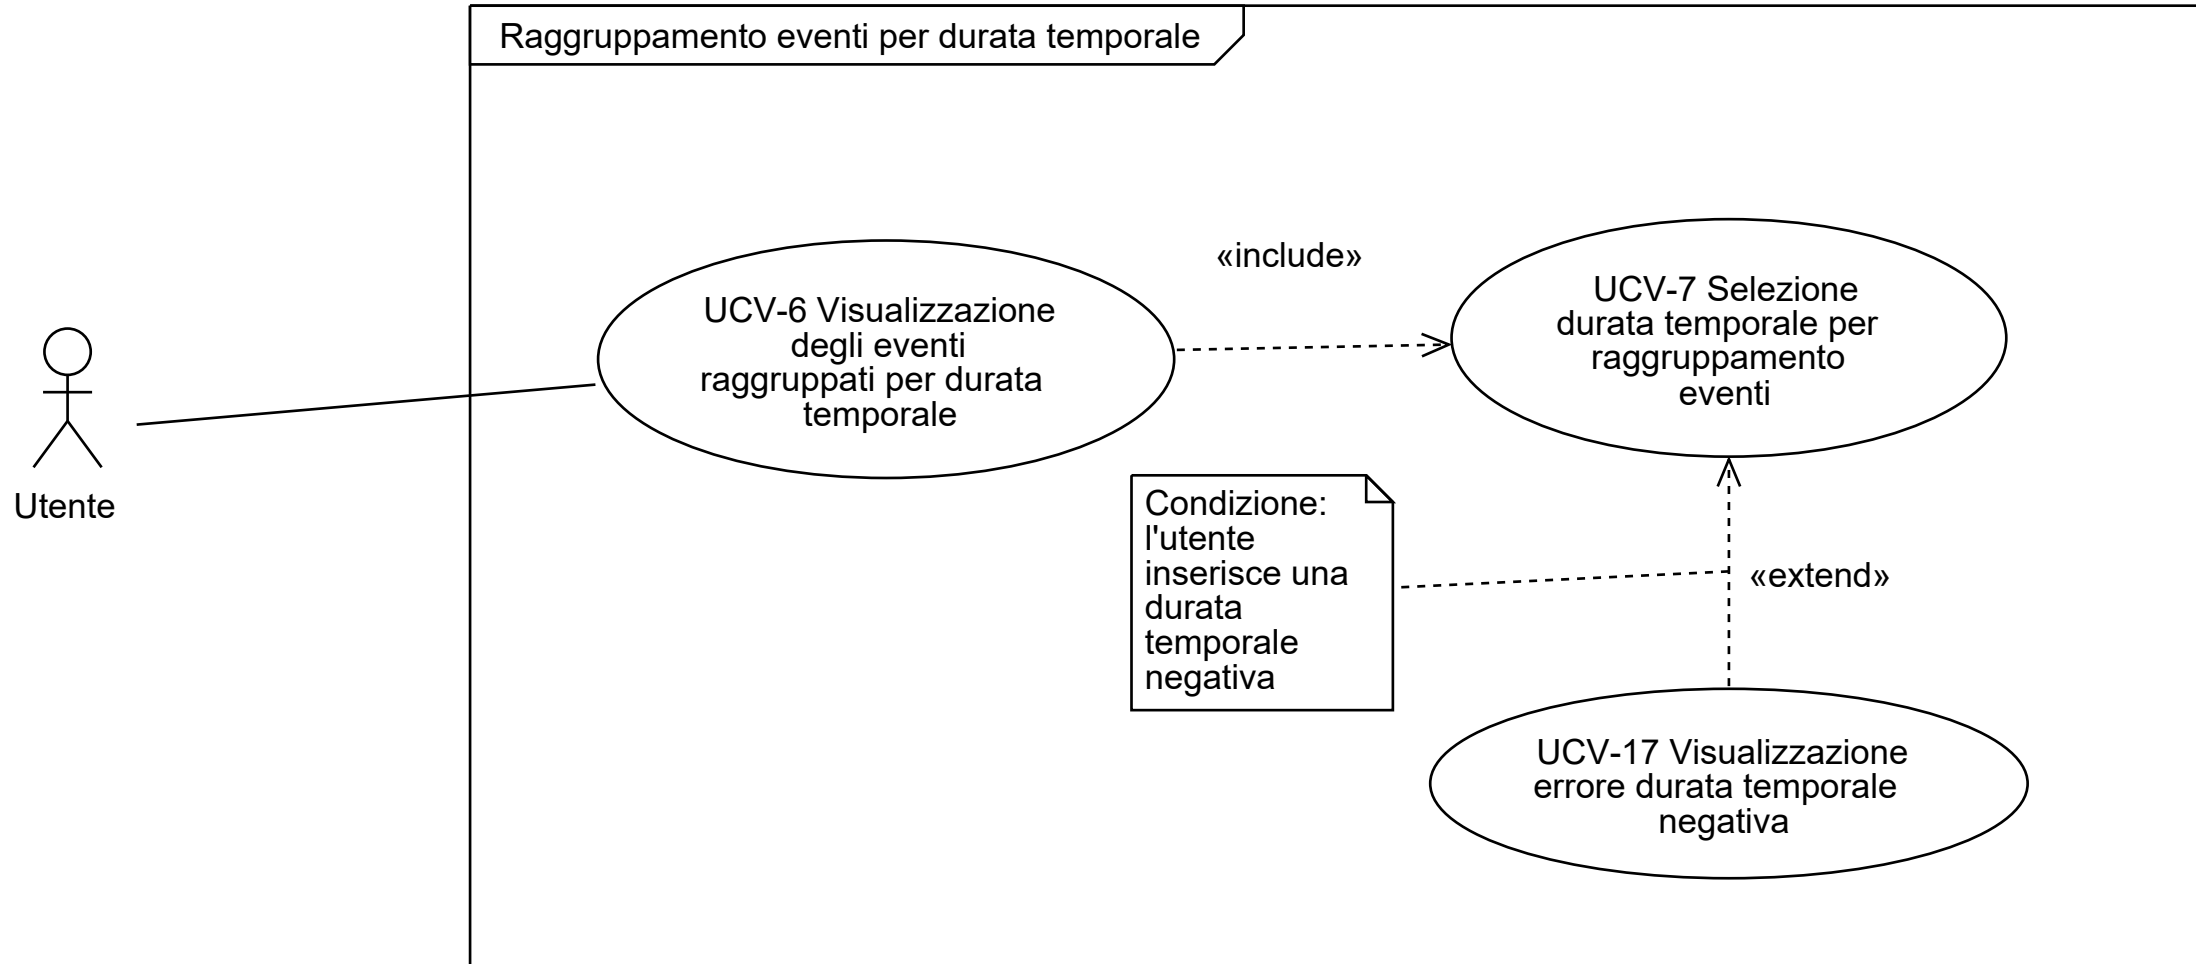 Raggruppamento eventi per durata temporale
«include»
UCV-6 Visualizzazione
degli eventi
raggruppati per durata
temporale
UCV-7 Selezione
durata temporale per
raggruppamento
eventi
Utente
Condizione:
l'utente
inserisce una
durata
temporale
negativa
«extend»
UCV-17 Visualizzazione
errore durata temporale
negativa